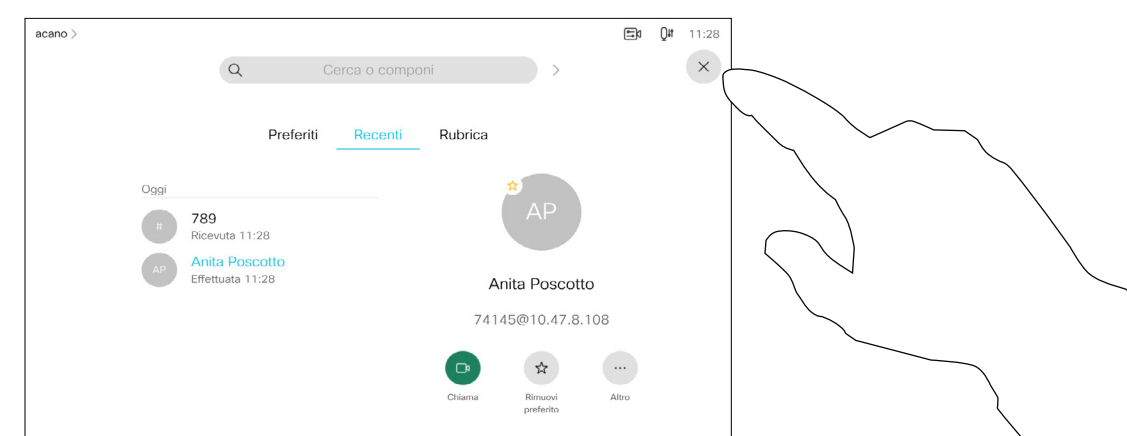 acano
11:28
Cerca o componi
Preferiti Recenti Rubrica
Oggi
#
789
Ricevuta 11:28
AP
Anita Poscotto
Effettuata 11:28
AP
Anita Poscotto
74145@10.47.8.108
Chiama
Rimuovi
preferito
Altro